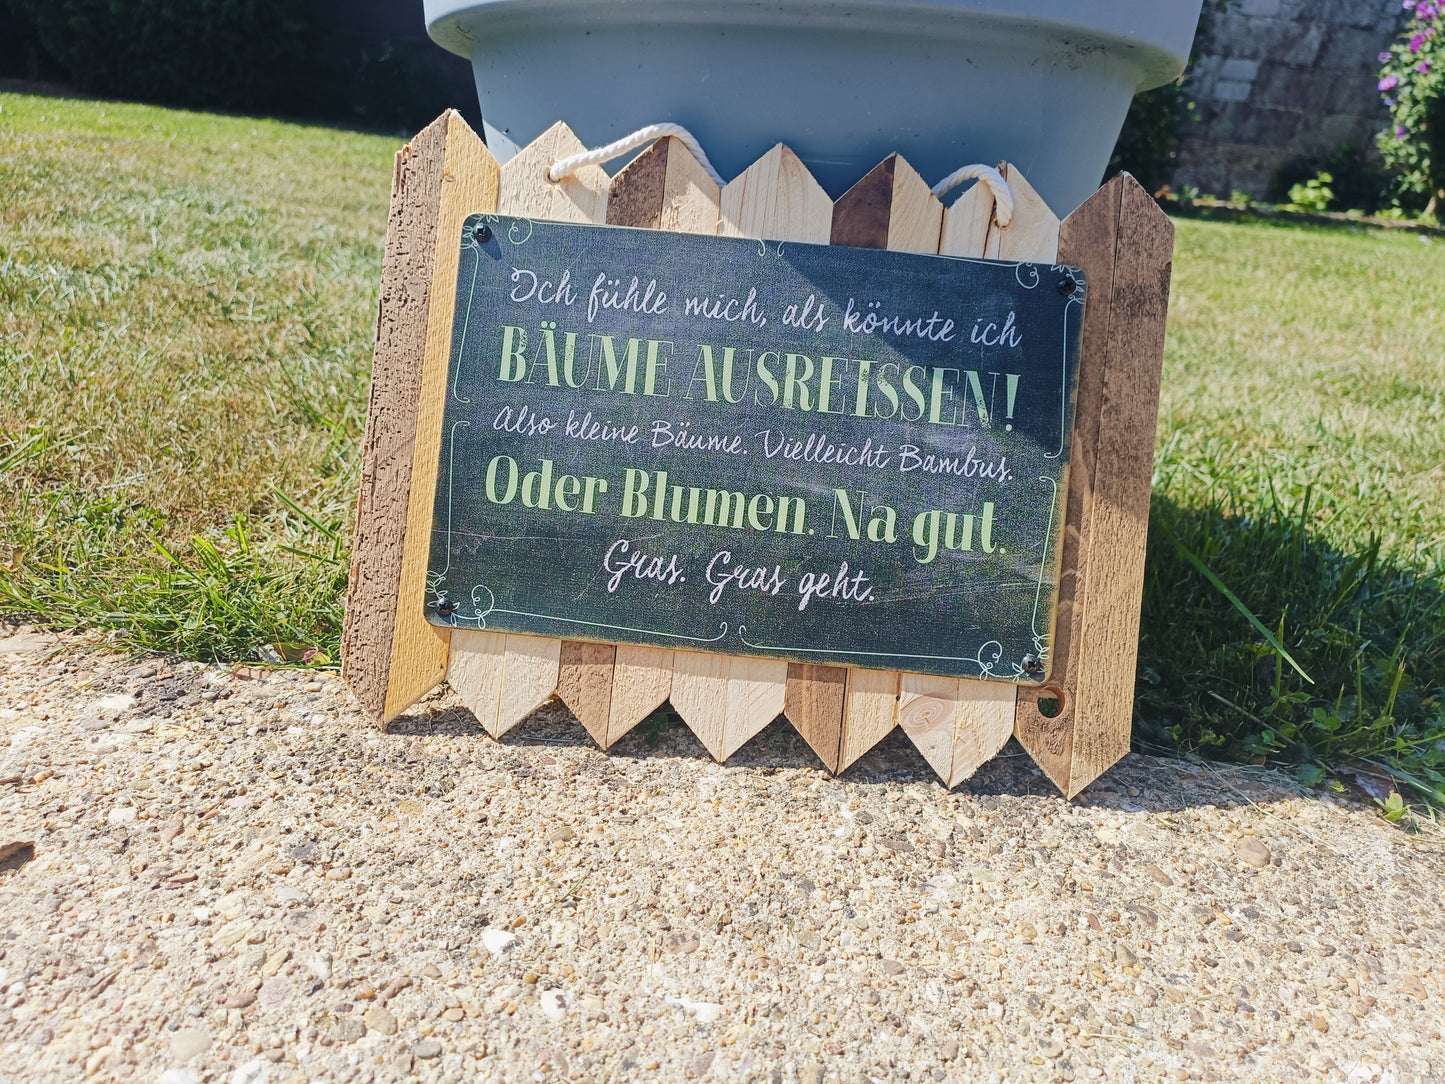 Ich fühle mich, als könnte ich
BÄUME AUSREISSEN!
Also kleine Bäume. Vielleicht Bambus.
Oder Blumen. Na gut.
Gras. Gras geht.